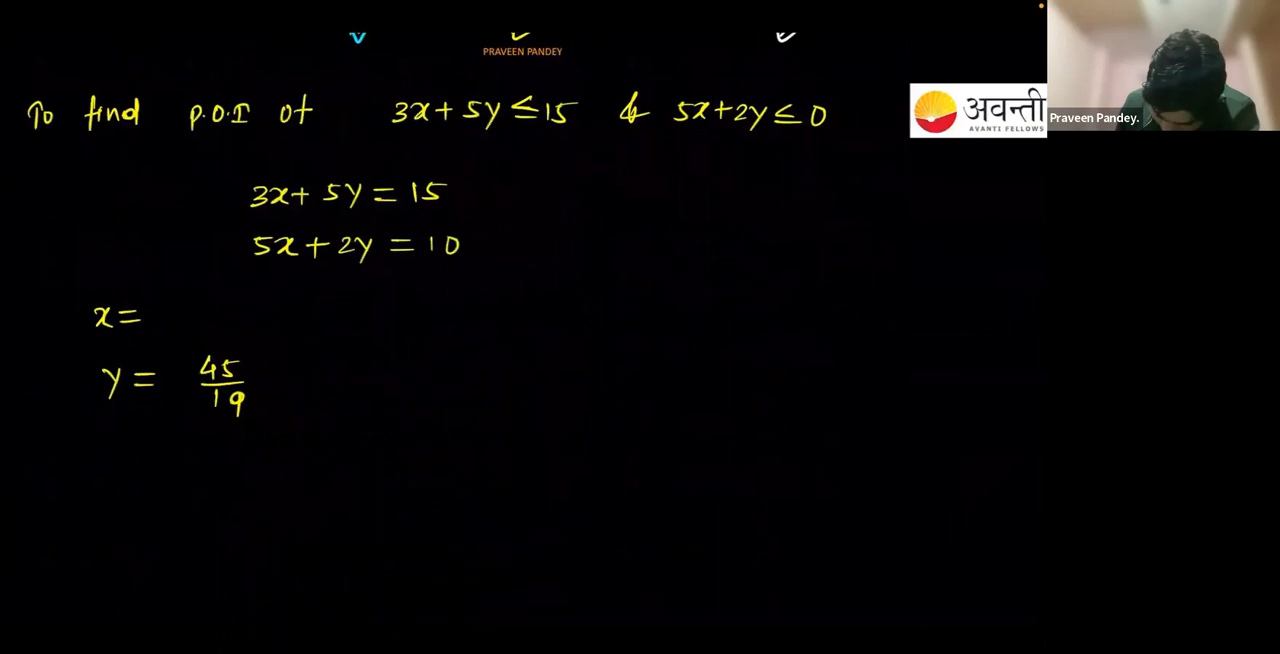 PRAVEEN PANDEY
To find P.O.I of 3x+5y≤15 & 5x+2y≤0
अवन्ती
AVANTI FELLOWS
Praveen Pandey.
3x+5y=15
5x+2y=10
x=
y= 45/19